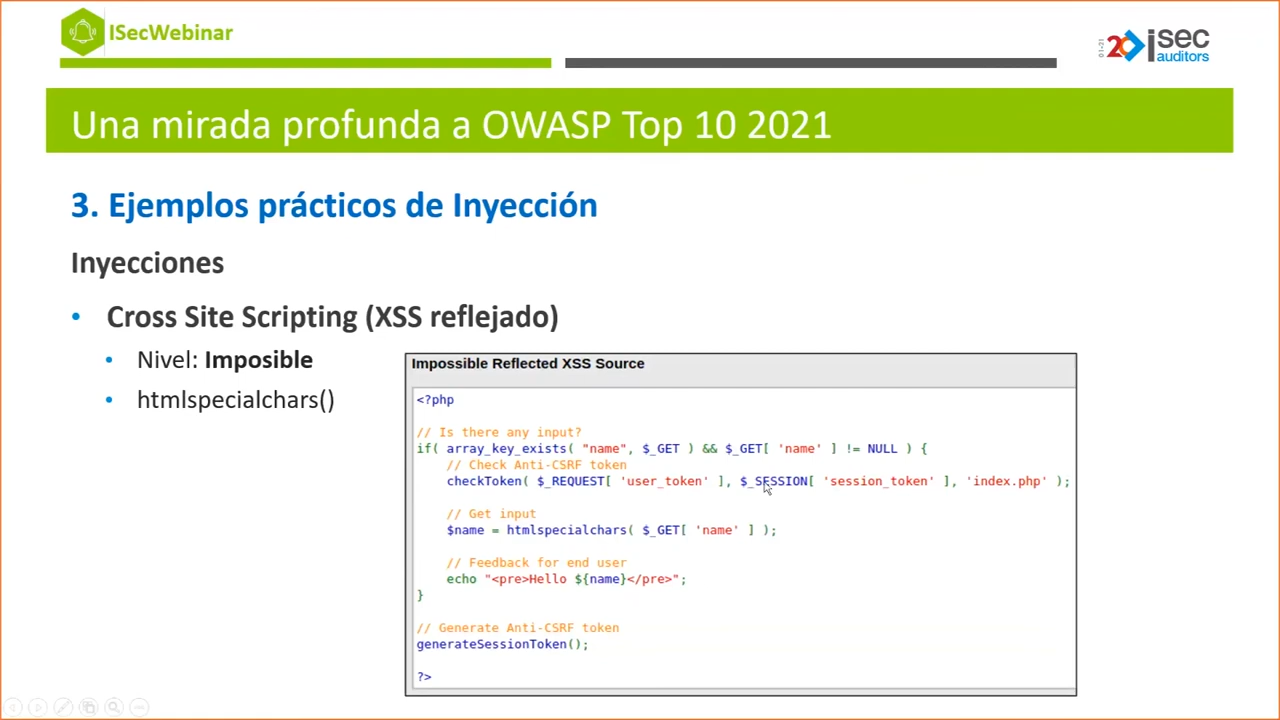 ISecWebinar
01-21
20
isec
auditors
Una mirada profunda a OWASP Top 10 2021
3. Ejemplos prácticos de Inyección
Inyecciones
• Cross Site Scripting (XSS reflejado)
• Nivel: Imposible
• htmlspecialchars()
Impossible Reflected XSS Source
<?php
// Is there any input?
if( array_key_exists( "name", $_GET ) && $_GET[ 'name' ] != NULL ) {
// Check Anti-CSRF token
checkToken( $_REQUEST[ 'user_token' ], $_SESSION[ 'session_token' ], 'index.php' );
// Get input
$name = htmlspecialchars( $_GET[ 'name' ] );
// Feedback for end user
echo "<pre>Hello ${name}</pre>";
}
// Generate Anti-CSRF token
generateSessionToken();
?>